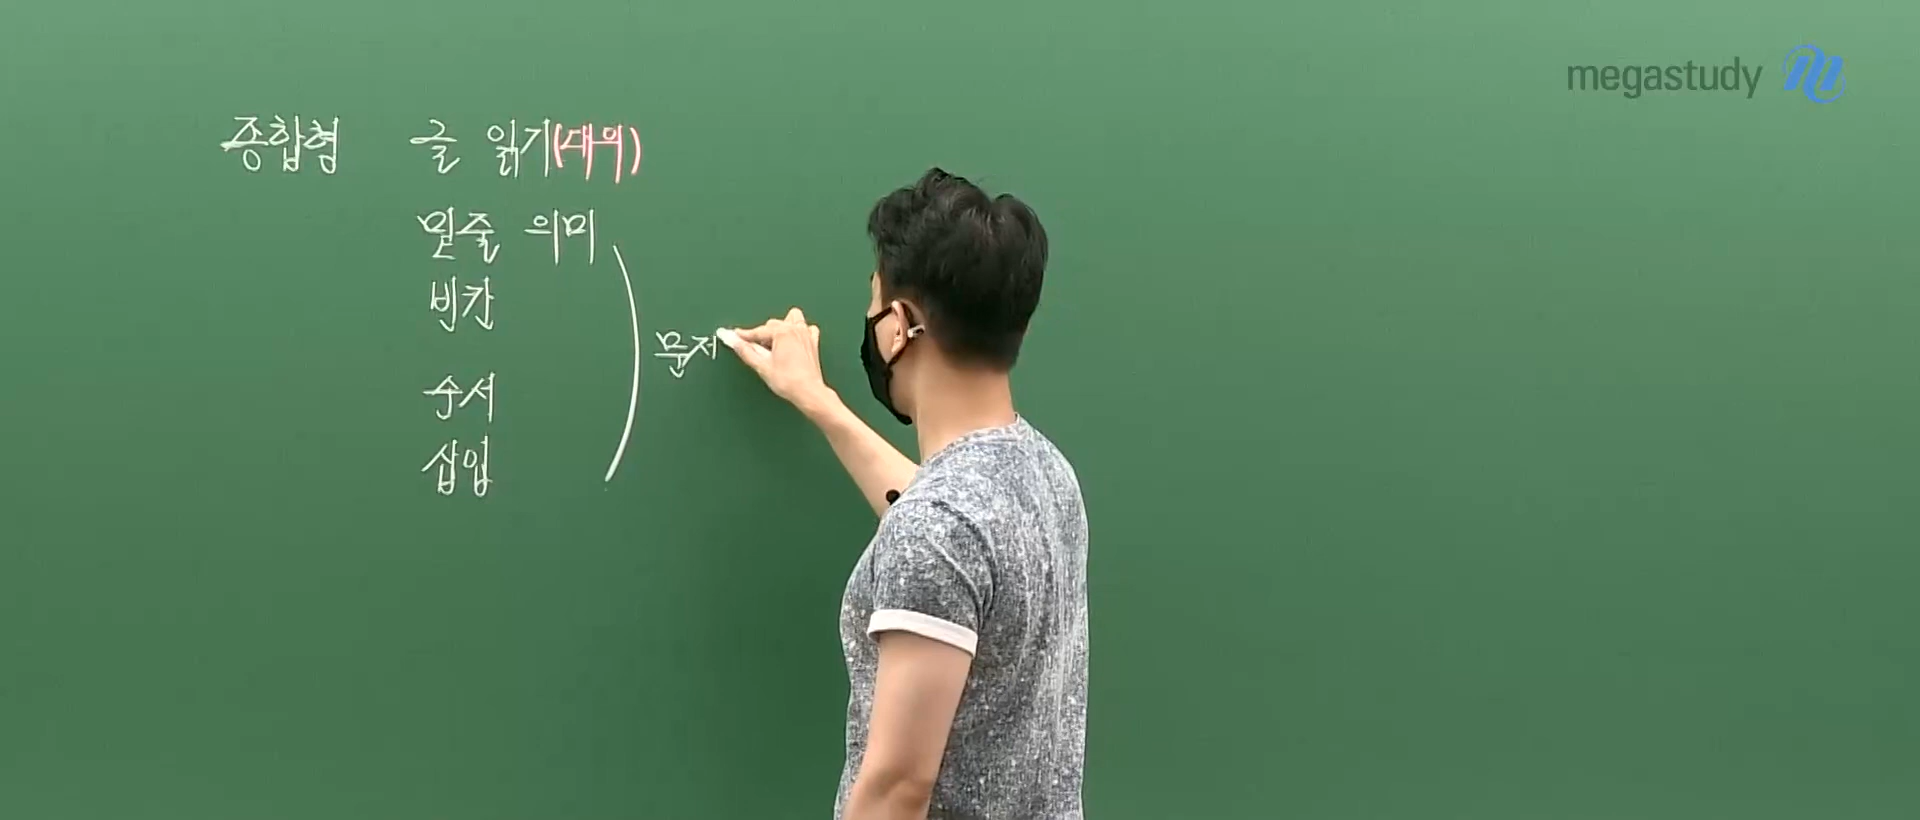 megastudy
종합형 글 읽기(대의)
밑줄 의미
빈칸
문저
순서
삽입